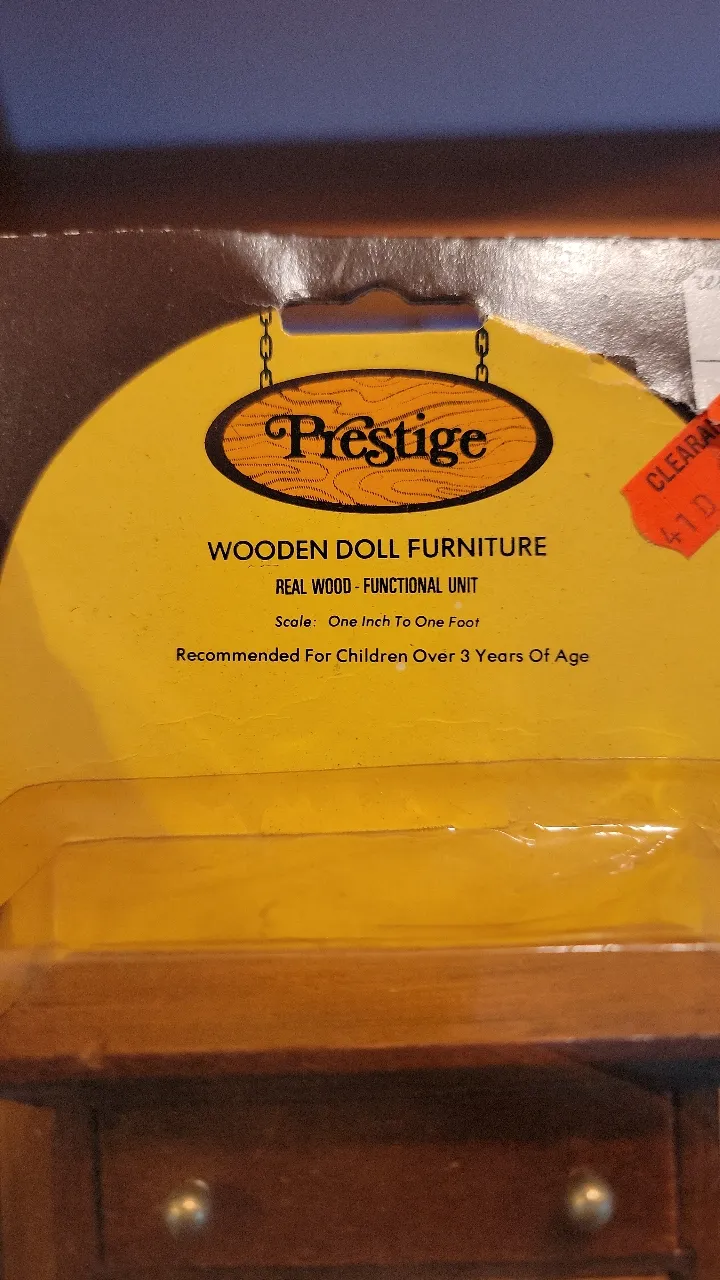 Prestige
WOODEN DOLL FURNITURE
REAL WOOD - FUNCTIONAL UNIT
Scale: One Inch To One Foot
Recommended For Children Over 3 Years Of Age
41 D